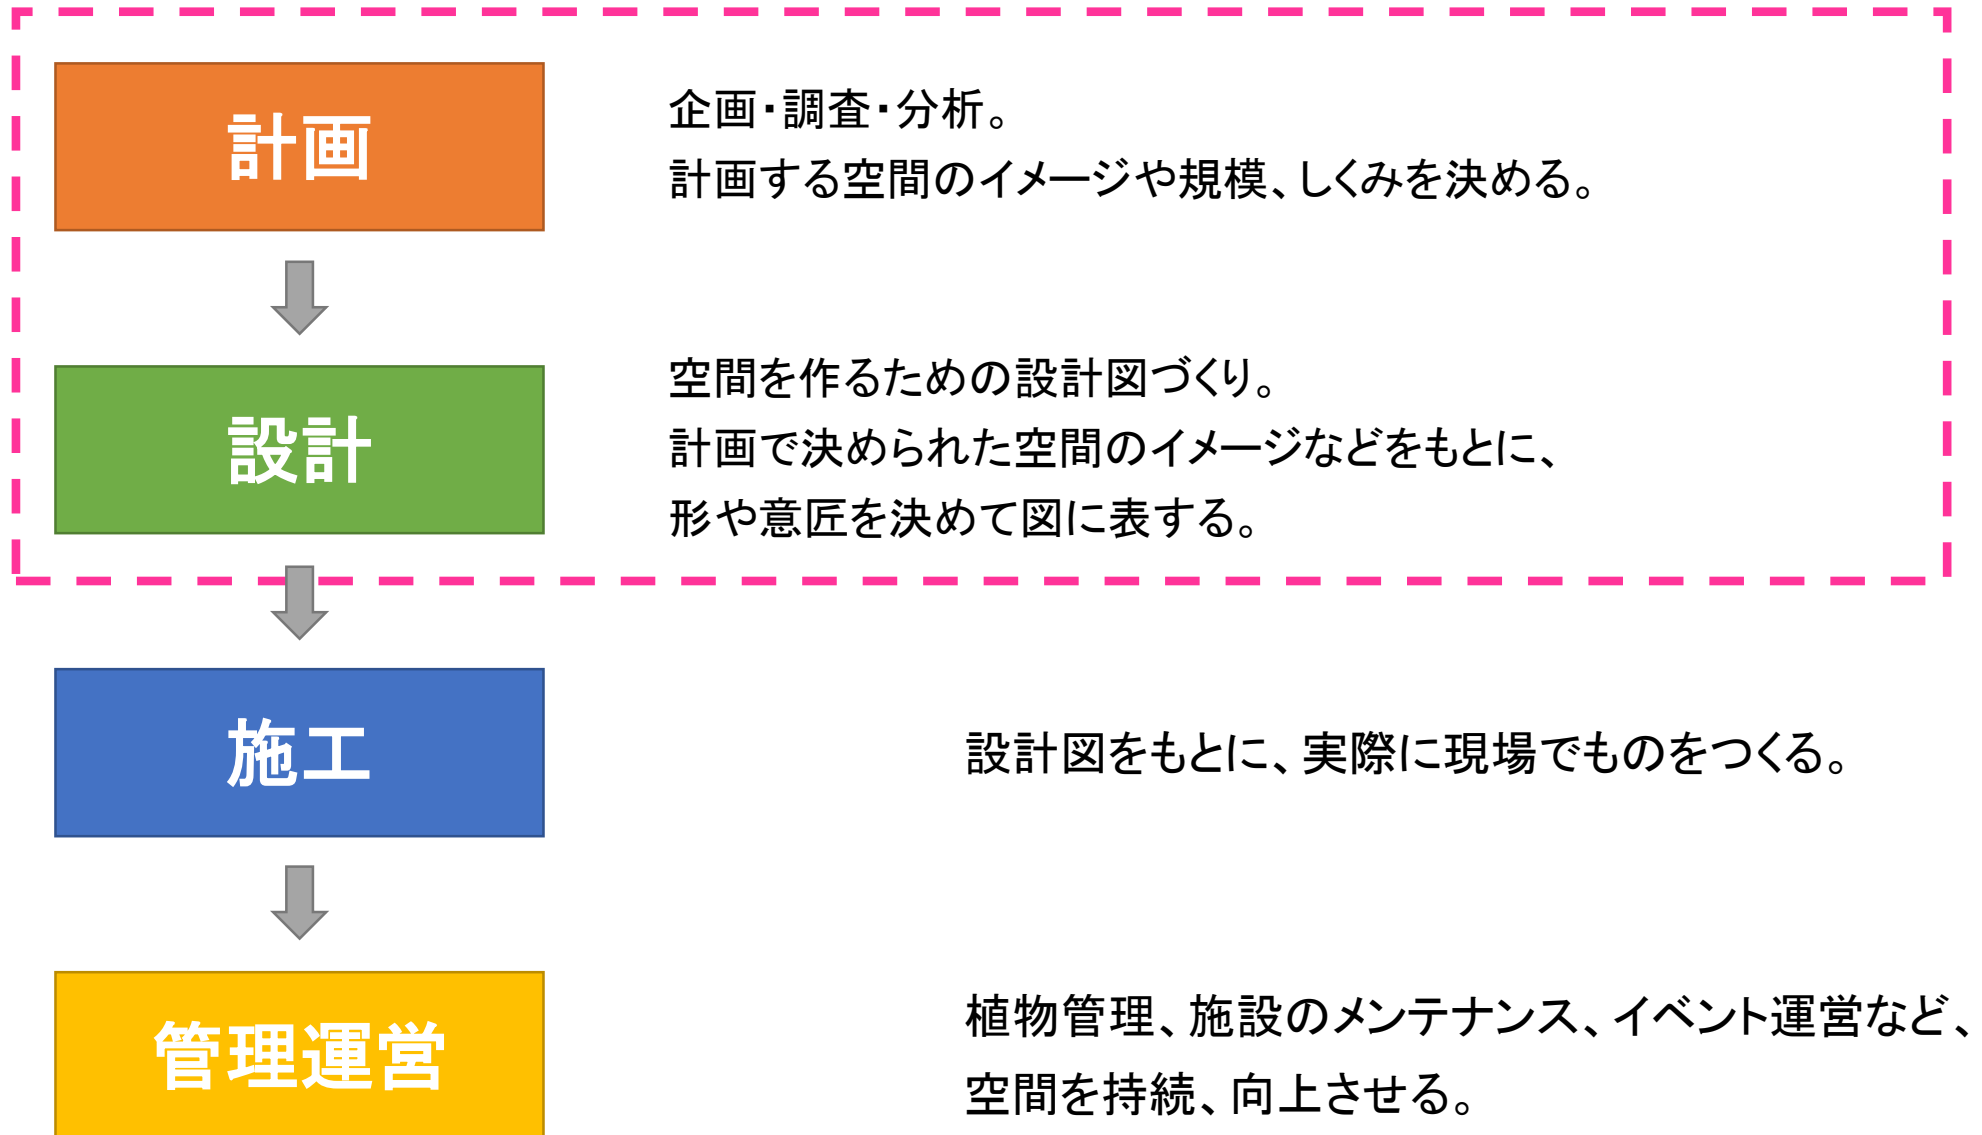 計画
企画・調査・分析。
計画する空間のイメージや規模、しくみを決める。
設計
空間を作るための設計図づくり。
計画で決められた空間のイメージなどをもとに、
形や意匠を決めて図に表する。
施工
設計図をもとに、実際に現場でものをつくる。
管理運営
植物管理、施設のメンテナンス、イベント運営など、
空間を持続、向上させる。